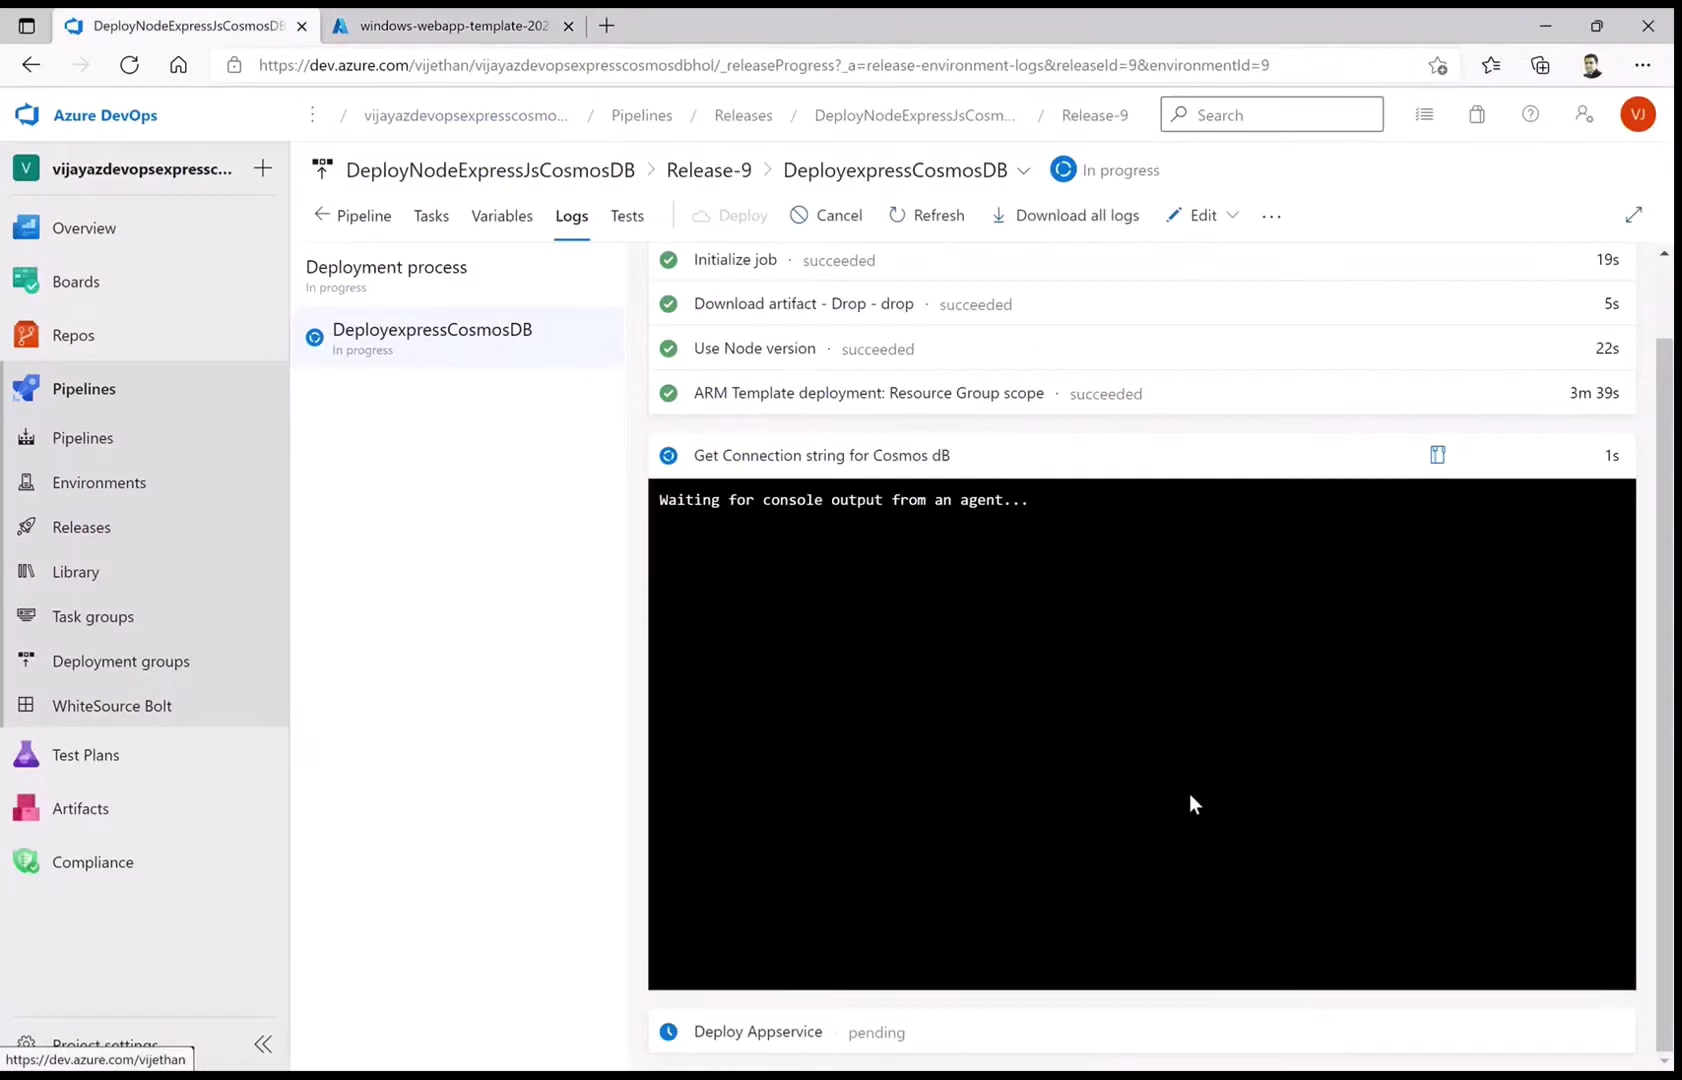 DeployNodeExpressJsCosmosDB
windows-webapp-template-202
https://dev.azure.com/vijethan/vijayazdevopsexpresscosmosdbhol/_releaseProgress?_a=release-environment-logs&releaseId=9&environmentId=9
Azure DevOps
/ vijayazdevopsexpresscosmo... / Pipelines / Releases / DeployNodeExpressJsCosm... / Release-9
Search
VJ
V vijayazdevopsexpressc...
DeployNodeExpressJsCosmosDB > Release-9 > DeployexpressCosmosDB In progress
Pipeline Tasks Variables Logs Tests Deploy Cancel Refresh Download all logs Edit ...
Overview
Boards
Repos
Pipelines
Pipelines
Environments
Releases
Library
Task groups
Deployment groups
WhiteSource Bolt
Test Plans
Artifacts
Compliance
Project settings
https://dev.azure.com/vijethan
Deployment process
In progress
DeployexpressCosmosDB
In progress
Initialize job · succeeded 19s
Download artifact - Drop - drop · succeeded 5s
Use Node version · succeeded 22s
ARM Template deployment: Resource Group scope · succeeded 3m 39s
Get Connection string for Cosmos dB 1s
Waiting for console output from an agent...
Deploy Appservice · pending